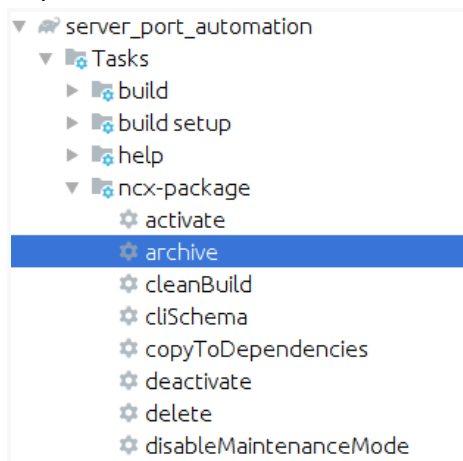 server_port_automation
Tasks
build
build setup
help
ncx-package
activate
archive
cleanBuild
cliSchema
copyToDependencies
deactivate
delete
disableMaintenanceMode